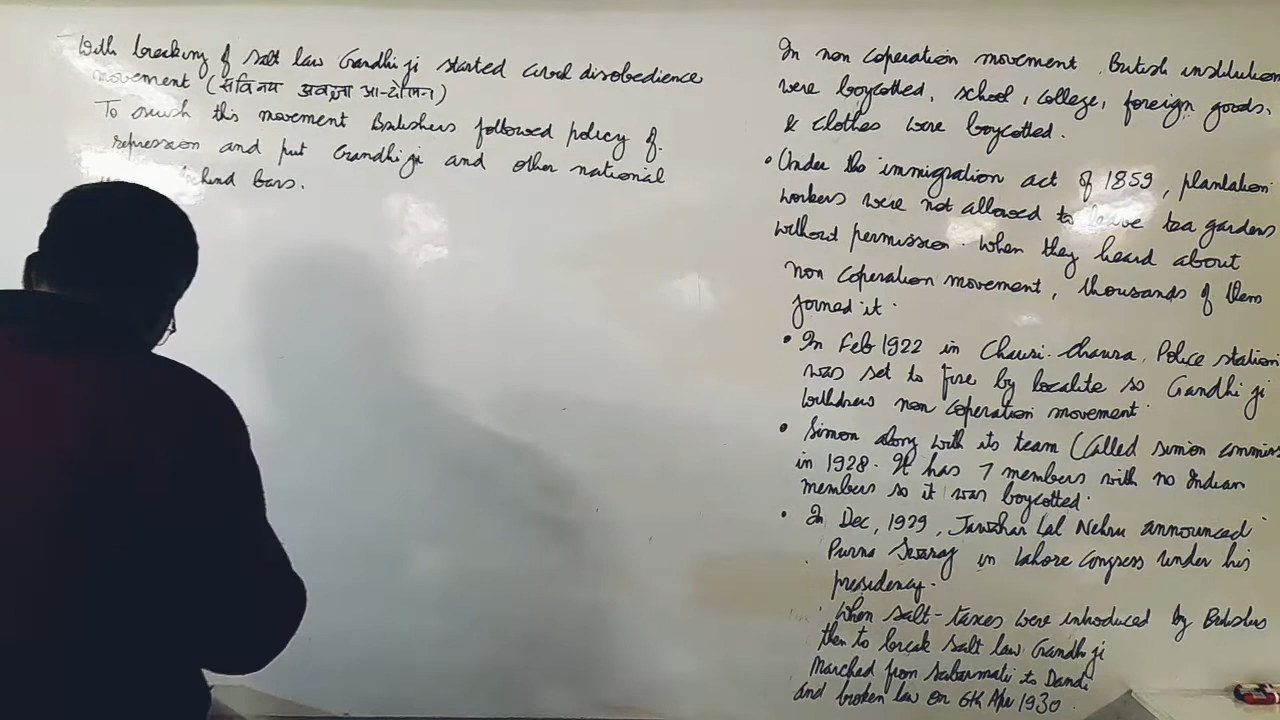 With breaking of salt law Gandhi ji started civil disobedience
movement (सविनय अवज्ञा आन्दोलन)
To crush this movement Britishers followed policy of
repression and put Gandhi ji and other national
behind bars.
In non coperation movement, British institution
were boycotted, school, college, foreign goods,
& clothes were boycotted.
• Under the immigration act of 1859, plantation
workers were not allowed to leave tea gardens
without permission. When they heard about
non coperation movement, thousands of them
joined it.
• In Feb 1922 in Chauri-chaura, Police station
was set to fire by localite so Gandhi ji
withdrew non coperation movement.
• Simon along with its team (Called simon commiss
in 1928. It has 7 members with no Indian
members so it was boycotted.
• In Dec, 1929, Jawahar Lal Nehru announced
Purna Swaraj in Lahore Congress under his
presidency.
When salt-taxes were introduced by Britishers
then to break salt law Gandhi ji
Marched from Sabarmati to Dandi
and broken law on 6th Apr 1930.